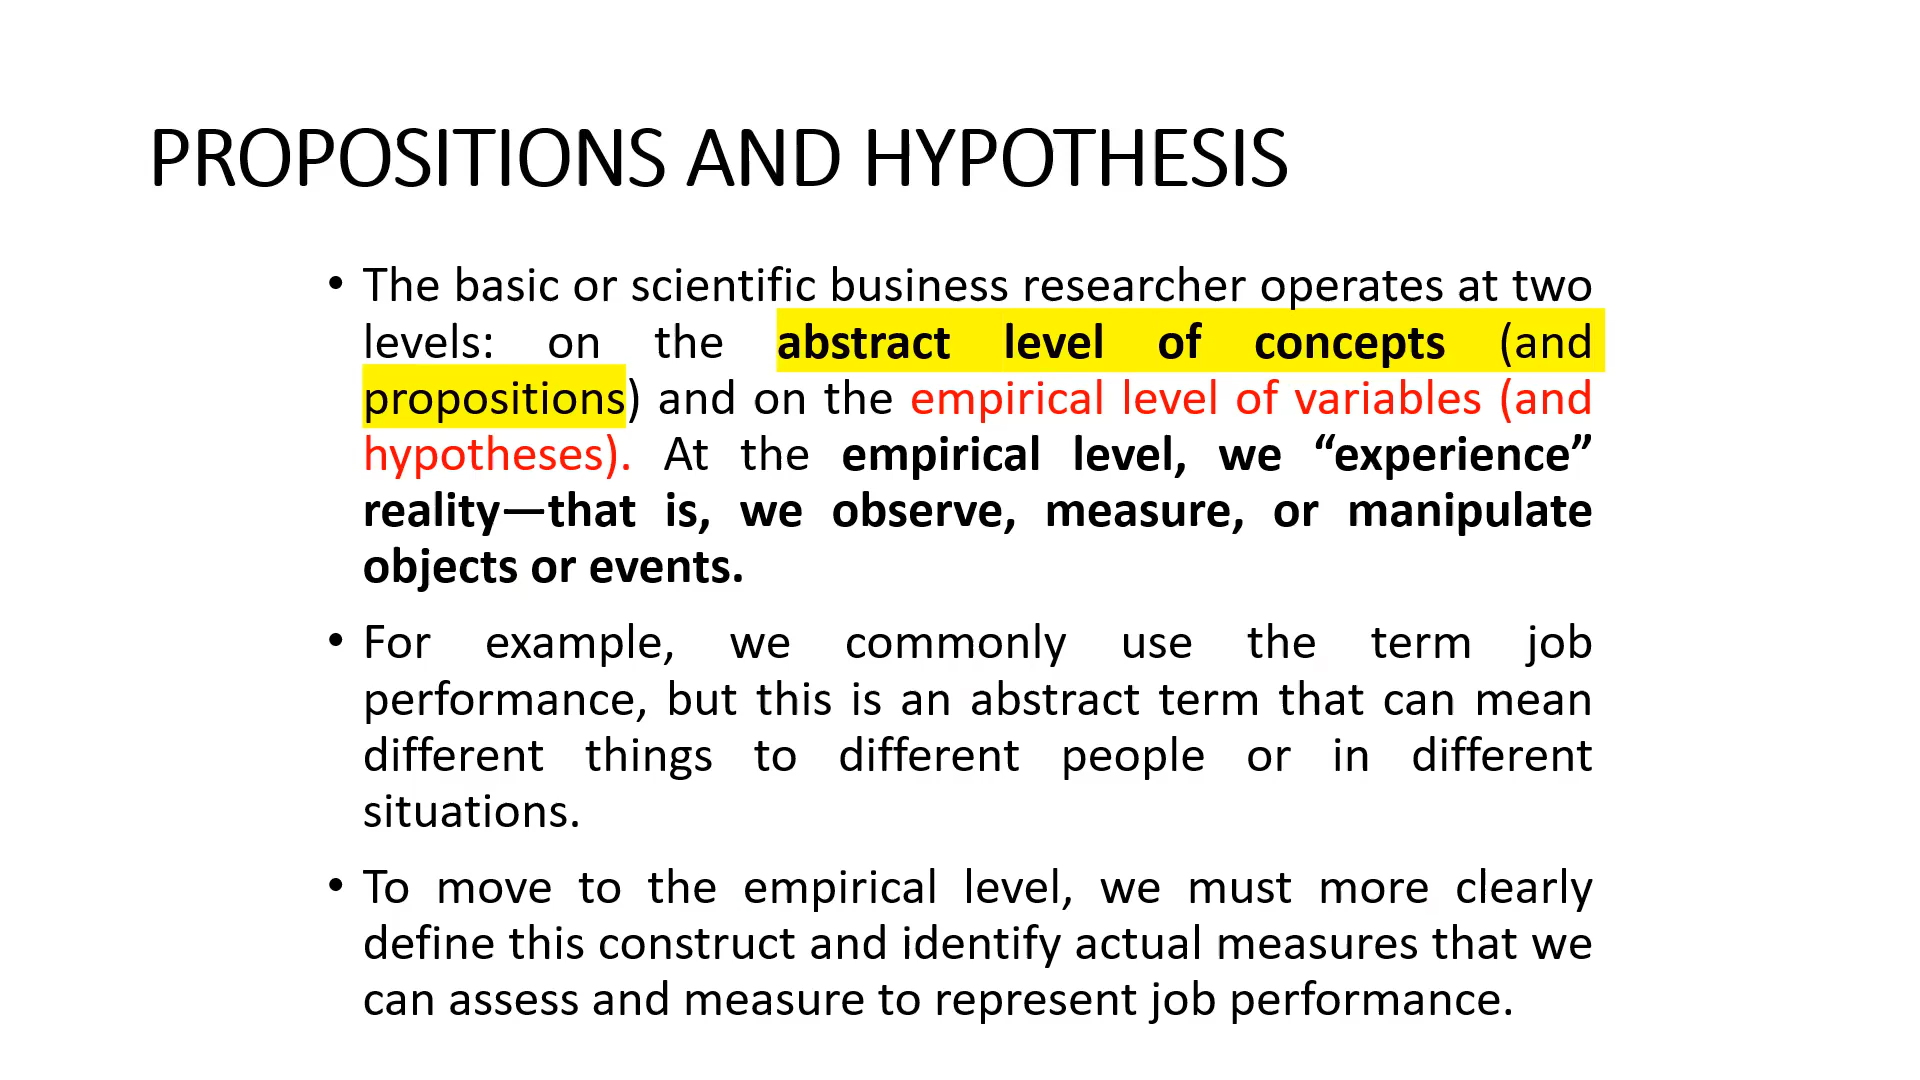 PROPOSITIONS AND HYPOTHESIS
• The basic or scientific business researcher operates at two
levels: on the abstract level of concepts (and
propositions) and on the empirical level of variables (and
hypotheses). At the empirical level, we “experience”
reality—that is, we observe, measure, or manipulate
objects or events.
• For example, we commonly use the term job
performance, but this is an abstract term that can mean
different things to different people or in different
situations.
• To move to the empirical level, we must more clearly
define this construct and identify actual measures that we
can assess and measure to represent job performance.